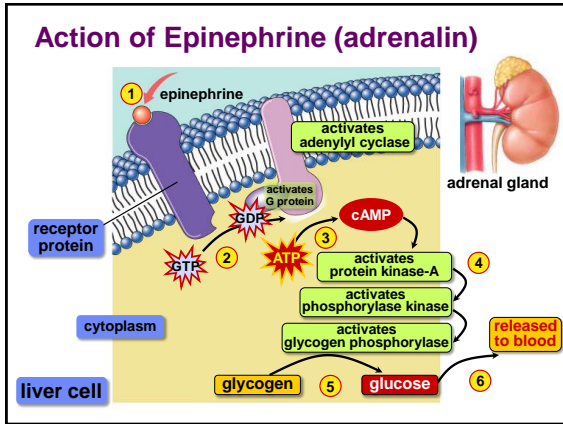 Action of Epinephrine (adrenalin)
1
epinephrine
activates
adenylyl cyclase
adrenal gland
activates
G protein
receptor
protein
GDP
cAMP
GTP
2
ATP
3
activates
protein kinase-A
4
activates
phosphorylase kinase
cytoplasm
activates
glycogen phosphorylase
released
to blood
liver cell
glycogen
5
glucose
6